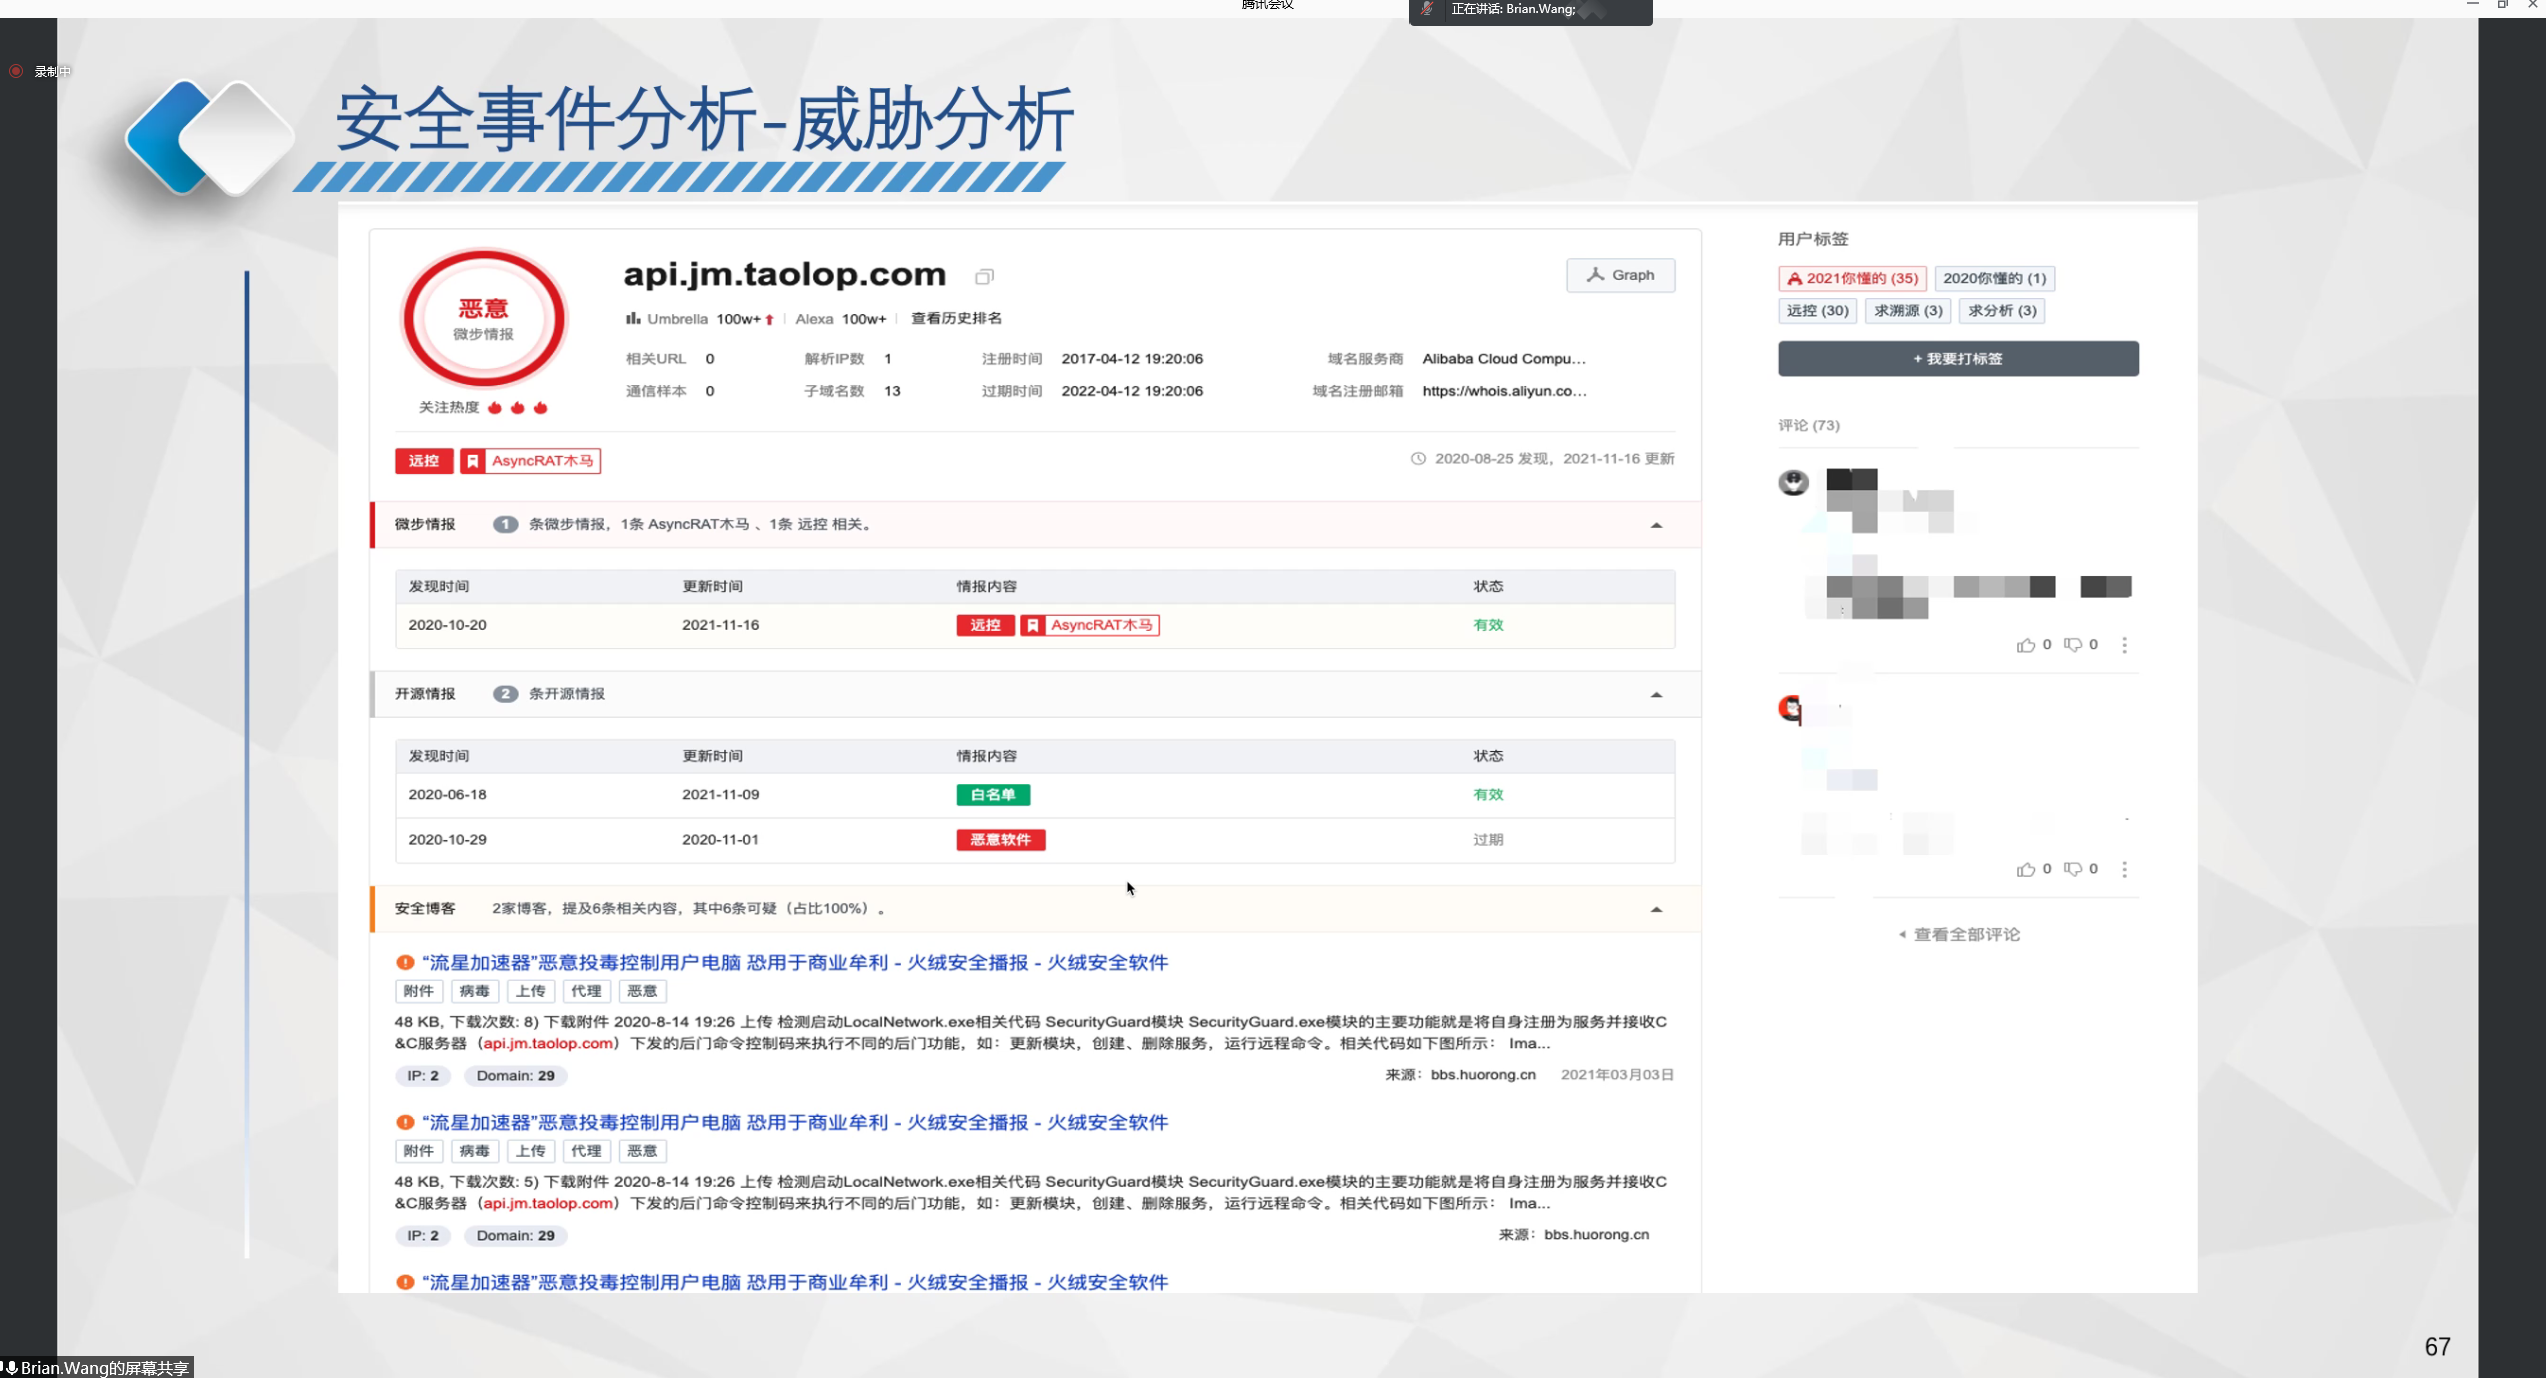 腾讯会议
正在讲话: Brian.Wang;
录制中
安全事件分析-威胁分析
恶意
微步情报
关注热度
api.jm.taolop.com
Graph
Umbrella 100w+ Alexa 100w+ 查看历史排名
相关URL 0 解析IP数 1 注册时间 2017-04-12 19:20:06 域名服务商 Alibaba Cloud Compu...
通信样本 0 子域名数 13 过期时间 2022-04-12 19:20:06 域名注册邮箱 https://whois.aliyun.co...
远控 AsyncRAT木马 2020-08-25 发现，2021-11-16 更新
微步情报 1 条微步情报，1条 AsyncRAT木马 、1条 远控 相关。
发现时间 更新时间 情报内容 状态
2020-10-20 2021-11-16 远控 AsyncRAT木马 有效
开源情报 2 条开源情报
发现时间 更新时间 情报内容 状态
2020-06-18 2021-11-09 白名单 有效
2020-10-29 2020-11-01 恶意软件 过期
安全博客 2家博客，提及6条相关内容，其中6条可疑（占比100%）。
“流星加速器”恶意投毒控制用户电脑 恐用于商业牟利 - 火绒安全播报 - 火绒安全软件
附件 病毒 上传 代理 恶意
48 KB, 下载次数: 8) 下载附件 2020-8-14 19:26 上传 检测启动LocalNetwork.exe相关代码 SecurityGuard模块 SecurityGuard.exe模块的主要功能就是将自身注册为服务并接收C
&C服务器（api.jm.taolop.com）下发的后门命令控制码来执行不同的后门功能，如：更新模块，创建、删除服务，运行远程命令。相关代码如下图所示： Ima...
IP: 2 Domain: 29 来源：bbs.huorong.cn 2021年03月03日
“流星加速器”恶意投毒控制用户电脑 恐用于商业牟利 - 火绒安全播报 - 火绒安全软件
附件 病毒 上传 代理 恶意
48 KB, 下载次数: 5) 下载附件 2020-8-14 19:26 上传 检测启动LocalNetwork.exe相关代码 SecurityGuard模块 SecurityGuard.exe模块的主要功能就是将自身注册为服务并接收C
&C服务器（api.jm.taolop.com）下发的后门命令控制码来执行不同的后门功能，如：更新模块，创建、删除服务，运行远程命令。相关代码如下图所示： Ima...
IP: 2 Domain: 29 来源：bbs.huorong.cn
“流星加速器”恶意投毒控制用户电脑 恐用于商业牟利 - 火绒安全播报 - 火绒安全软件
用户标签
2021你懂的 (35) 2020你懂的 (1)
远控 (30) 求溯源 (3) 求分析 (3)
+ 我要打标签
评论 (73)
0 0
0 0
查看全部评论
67
Brian.Wang的屏幕共享